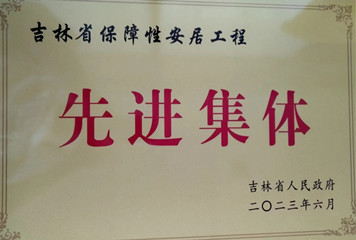 吉林省保障性安居工程
先进集体
吉林省人民政府
二〇二三年六月